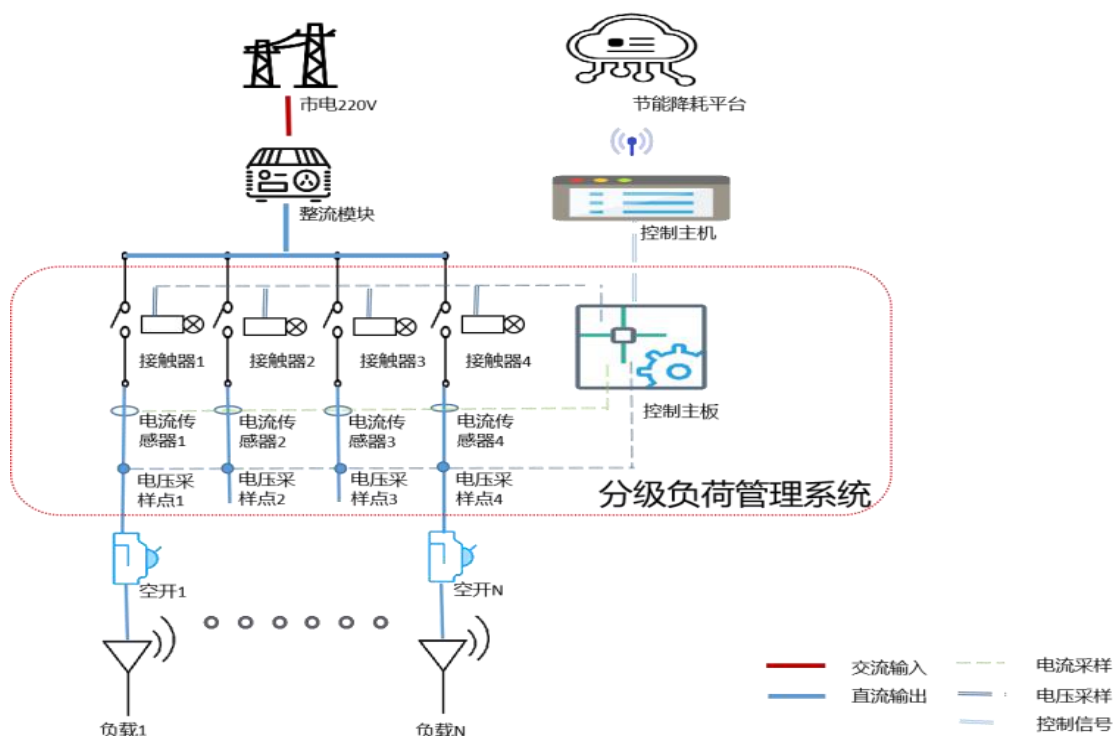 市电220V
节能降耗平台
整流模块
控制主机
接触器1
接触器2
接触器3
接触器4
控制主板
电流传
感器1
电流传
感器2
电流传
感器3
电流传
感器4
电压采
样点1
电压采
样点2
电压采
样点3
电压采
样点4
分级负荷管理系统
空开1
空开N
负载1
负载N
交流输入
电流采样
直流输出
电压采样
控制信号